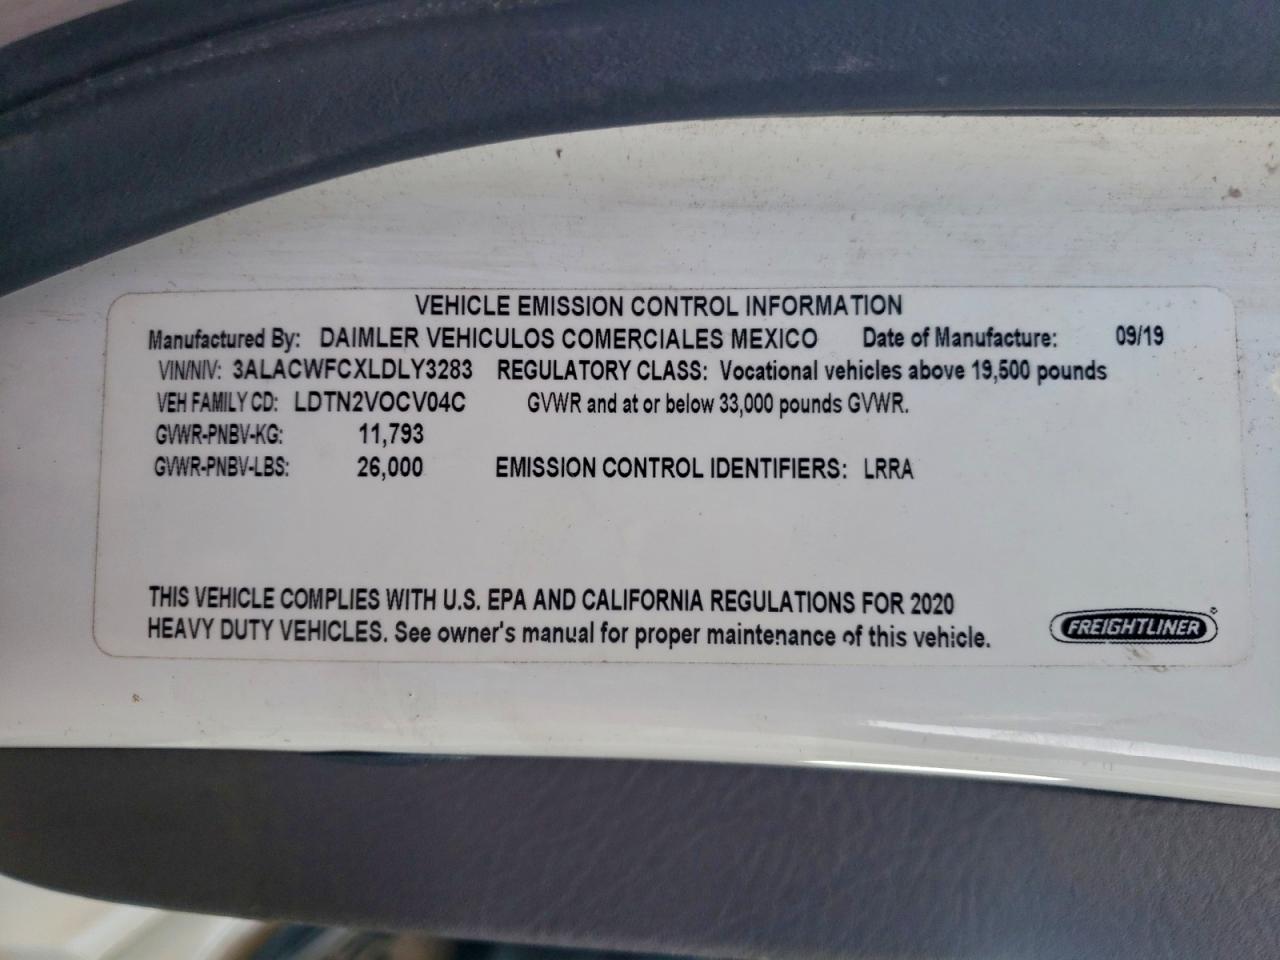 VEHICLE EMISSION CONTROL INFORMATION
Manufactured By: DAIMLER VEHICULOS COMERCIALES MEXICO Date of Manufacture: 09/19
VIN/NIV: 3ALACWFCXLDLY3283 REGULATORY CLASS: Vocational vehicles above 19,500 pounds
VEH FAMILY CD: LDTN2VOCV04C GVWR and at or below 33,000 pounds GVWR.
GVWR-PNBV-KG: 11,793
GVWR-PNBV-LBS: 26,000 EMISSION CONTROL IDENTIFIERS: LRRA
THIS VEHICLE COMPLIES WITH U.S. EPA AND CALIFORNIA REGULATIONS FOR 2020
HEAVY DUTY VEHICLES. See owner's manual for proper maintenance of this vehicle.
FREIGHTLINER